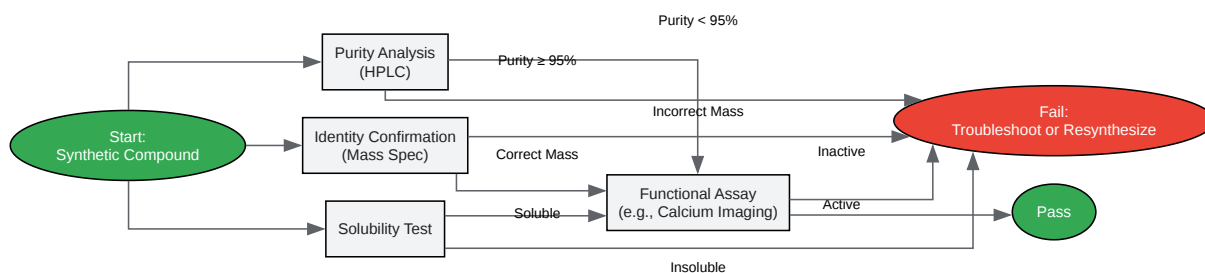 Purity < 95%
Purity Analysis
(HPLC)
Purity ≥ 95%
Incorrect Mass
Fail:
Troubleshoot or Resynthesize
Start:
Synthetic Compound
Identity Confirmation
(Mass Spec)
Correct Mass
Inactive
Functional Assay
(e.g., Calcium Imaging)
Active
Pass
Soluble
Solubility Test
Insoluble